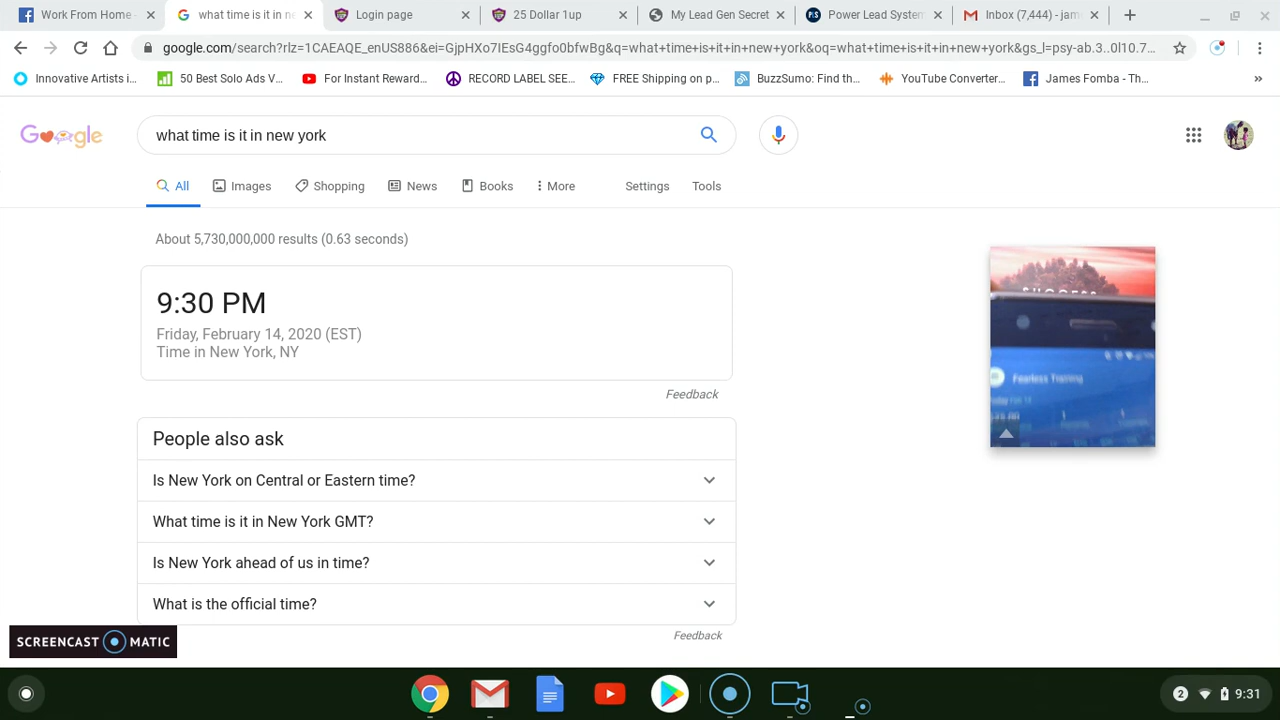 Work From Home -
what time is it in ne
Login page
25 Dollar 1up
My Lead Gen Secret
Power Lead System
Inbox (7,444) - jam
google.com/search?rlz=1CAEAQE_enUS886&ei=GjpHXo7IEsG4ggfo0bfwBg&q=what+time+is+it+in+new+york&oq=what+time+is+it+in+new+york&gs_l=psy-ab.3..0l10.7...
Innovative Artists i...
50 Best Solo Ads V...
For Instant Reward...
RECORD LABEL SEE...
FREE Shipping on p...
BuzzSumo: Find th...
YouTube Converter...
James Fomba - Th...
»
Google
what time is it in new york
All
Images
Shopping
News
Books
More
Settings
Tools
About 5,730,000,000 results (0.63 seconds)
9:30 PM
Friday, February 14, 2020 (EST)
Time in New York, NY
Feedback
SUCCESS
Fearless Training
People also ask
Is New York on Central or Eastern time?
What time is it in New York GMT?
Is New York ahead of us in time?
What is the official time?
Feedback
SCREENCAST MATIC
2
9:31